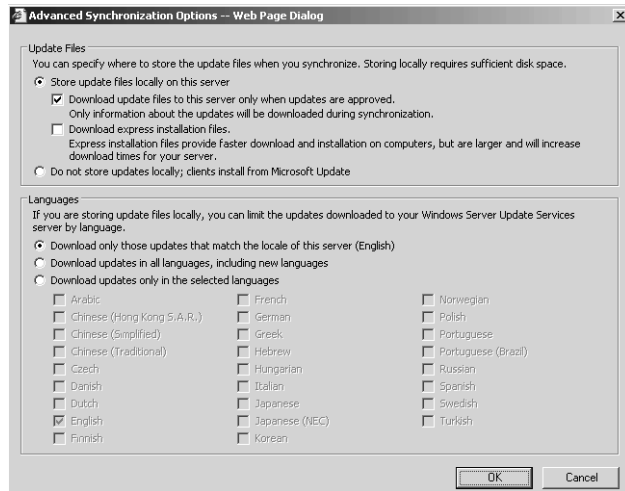 Advanced Synchronization Options -- Web Page Dialog
Update Files
You can specify where to store the update files when you synchronize. Storing locally requires sufficient disk space.
Store update files locally on this server
Download update files to this server only when updates are approved.
Only information about the updates will be downloaded during synchronization.
Download express installation files.
Express installation files provide faster download and installation on computers, but are larger and will increase
download times for your server.
Do not store updates locally; clients install from Microsoft Update
Languages
If you are storing update files locally, you can limit the updates downloaded to your Windows Server Update Services
server by language.
Download only those updates that match the locale of this server (English)
Download updates in all languages, including new languages
Download updates only in the selected languages
Arabic French Norwegian
Chinese (Hong Kong S.A.R.) German Polish
Chinese (Simplified) Greek Portuguese
Chinese (Traditional) Hebrew Portuguese (Brazil)
Czech Hungarian Russian
Danish Italian Spanish
Dutch Japanese Swedish
English Japanese (NEC) Turkish
Finnish Korean
OK Cancel